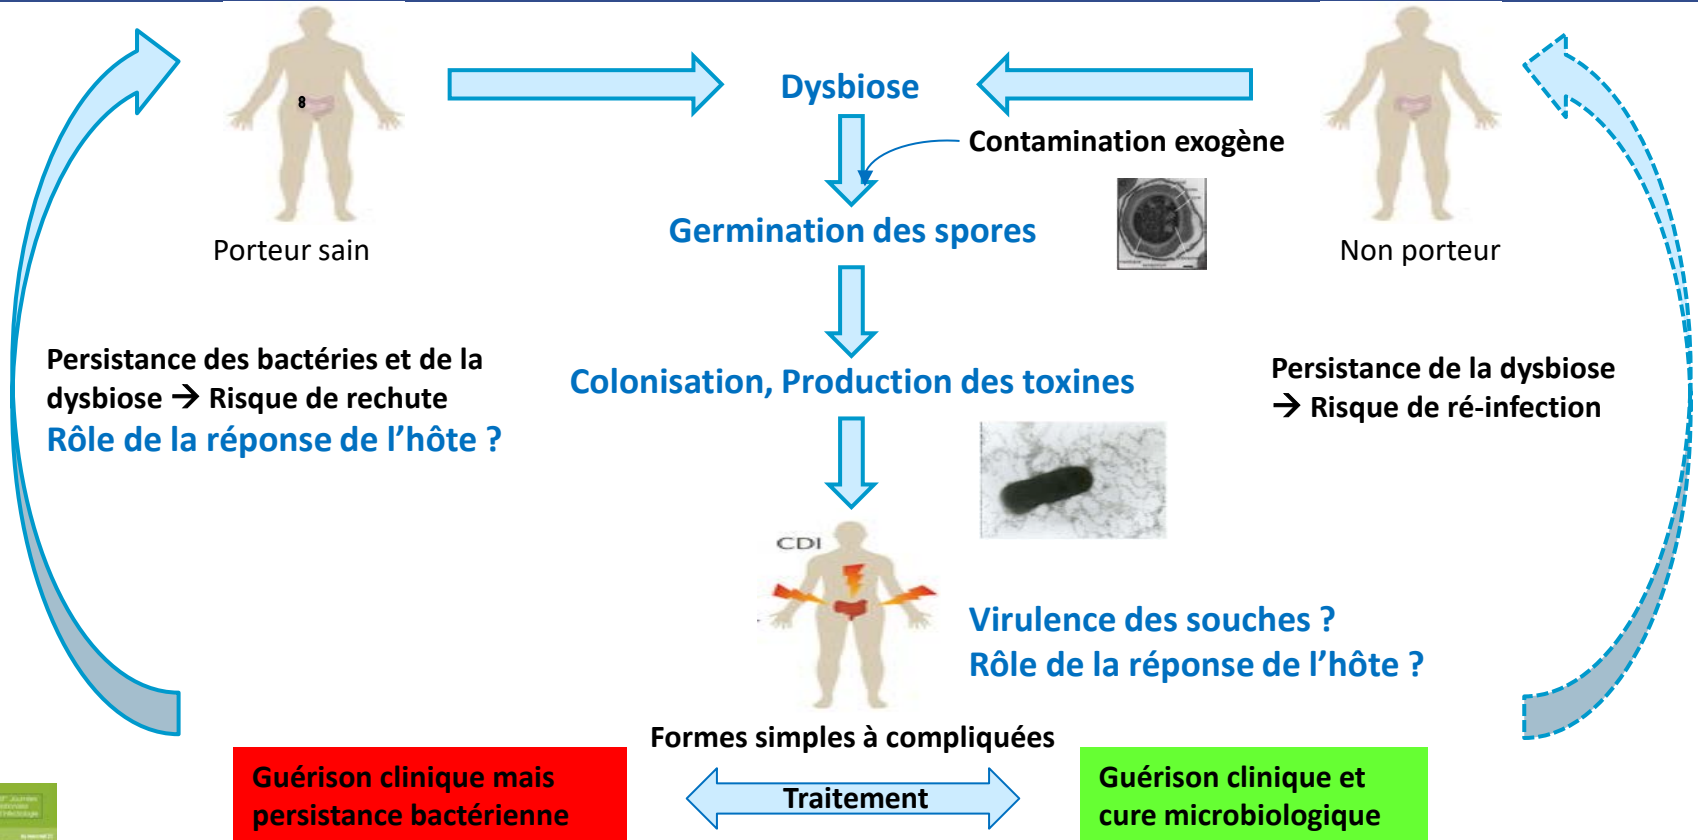 Dysbiose
Contamination exogène
8
Germination des spores
Porteur sain
Non porteur
Persistance des bactéries et de la
dysbiose → Risque de rechute
Rôle de la réponse de l’hôte ?
Colonisation, Production des toxines
Persistance de la dysbiose
→ Risque de ré-infection
CDI
Virulence des souches ?
Rôle de la réponse de l’hôte ?
Formes simples à compliquées
Guérison clinique mais
persistance bactérienne
Traitement
Guérison clinique et
cure microbiologique